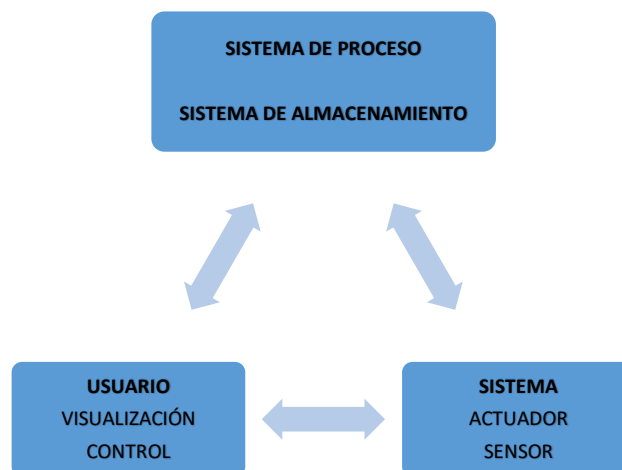 SISTEMA DE PROCESO
SISTEMA DE ALMACENAMIENTO
USUARIO
VISUALIZACIÓN
CONTROL
SISTEMA
ACTUADOR
SENSOR